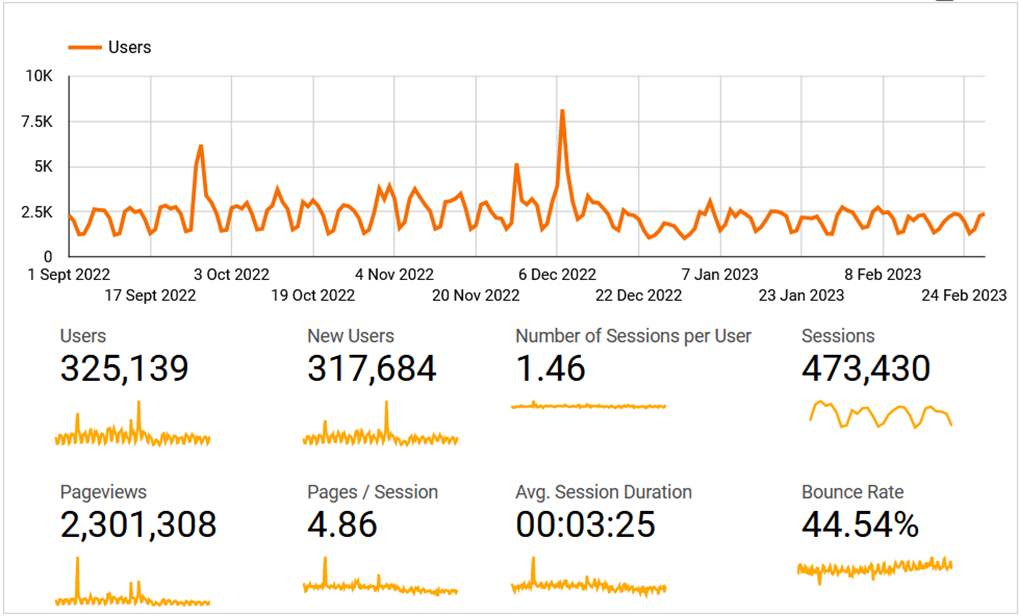 Users
10K
7.5K
5K
2.5K
0
1 Sept 2022 3 Oct 2022 4 Nov 2022 6 Dec 2022 7 Jan 2023 8 Feb 2023
17 Sept 2022 19 Oct 2022 20 Nov 2022 22 Dec 2022 23 Jan 2023 24 Feb 2023
Users New Users Number of Sessions per User Sessions
325,139 317,684 1.46 473,430
Pageviews Pages / Session Avg. Session Duration Bounce Rate
2,301,308 4.86 00:03:25 44.54%